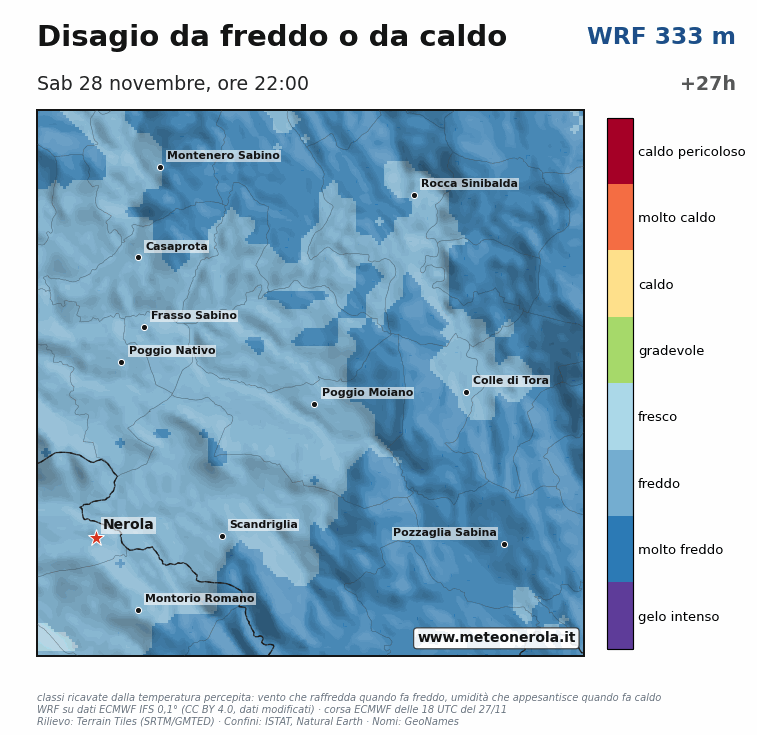 Disagio da freddo o da caldo
WRF 333 m
Sab 28 novembre, ore 22:00
+27h
Montenero Sabino
Rocca Sinibalda
Casaprota
Frasso Sabino
Poggio Nativo
Colle di Tora
Poggio Moiano
Nerola
Scandriglia
Pozzaglia Sabina
Montorio Romano
www.meteonerola.it
caldo pericoloso
molto caldo
caldo
gradevole
fresco
freddo
molto freddo
gelo intenso
classi ricavate dalla temperatura percepita: vento che raffredda quando fa freddo, umidità che appesantisce quando fa caldo
WRF su dati ECMWF IFS 0,1° (CC BY 4.0, dati modificati) · corsa ECMWF delle 18 UTC del 27/11
Rilievo: Terrain Tiles (SRTM/GMTED) · Confini: ISTAT, Natural Earth · Nomi: GeoNames